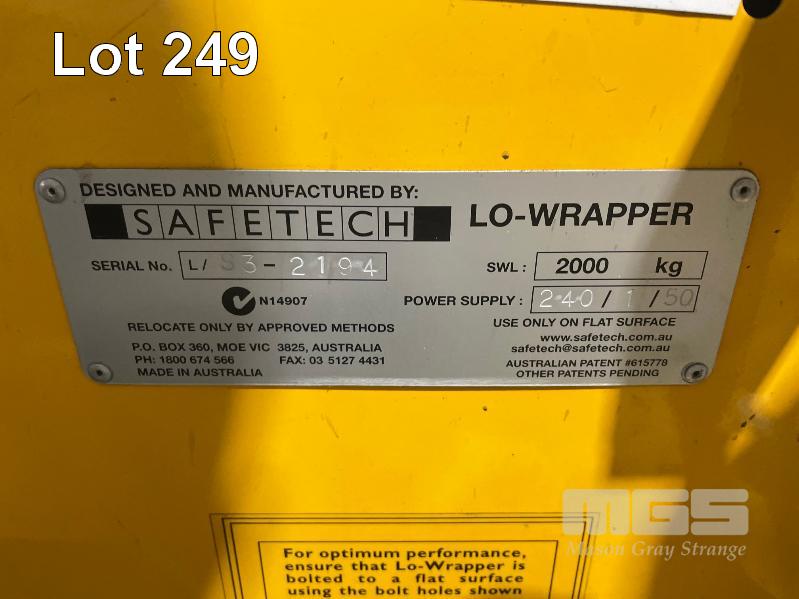 Lot 249
DESIGNED AND MANUFACTURED BY:
SAFETECH
LO-WRAPPER
SERIAL No. L/ S3-2194
SWL: 2000 kg
N14907
POWER SUPPLY: 240/1/50
RELOCATE ONLY BY APPROVED METHODS
USE ONLY ON FLAT SURFACE
P.O. BOX 360, MOE VIC 3825, AUSTRALIA
www.safetech.com.au
PH: 1800 674 566 FAX: 03 5127 4431
safetech@safetech.com.au
MADE IN AUSTRALIA
AUSTRALIAN PATENT #615778
OTHER PATENTS PENDING
MGS
Mason Gray Strange
For optimum performance,
ensure that Lo-Wrapper is
bolted to a flat surface
using the bolt holes shown